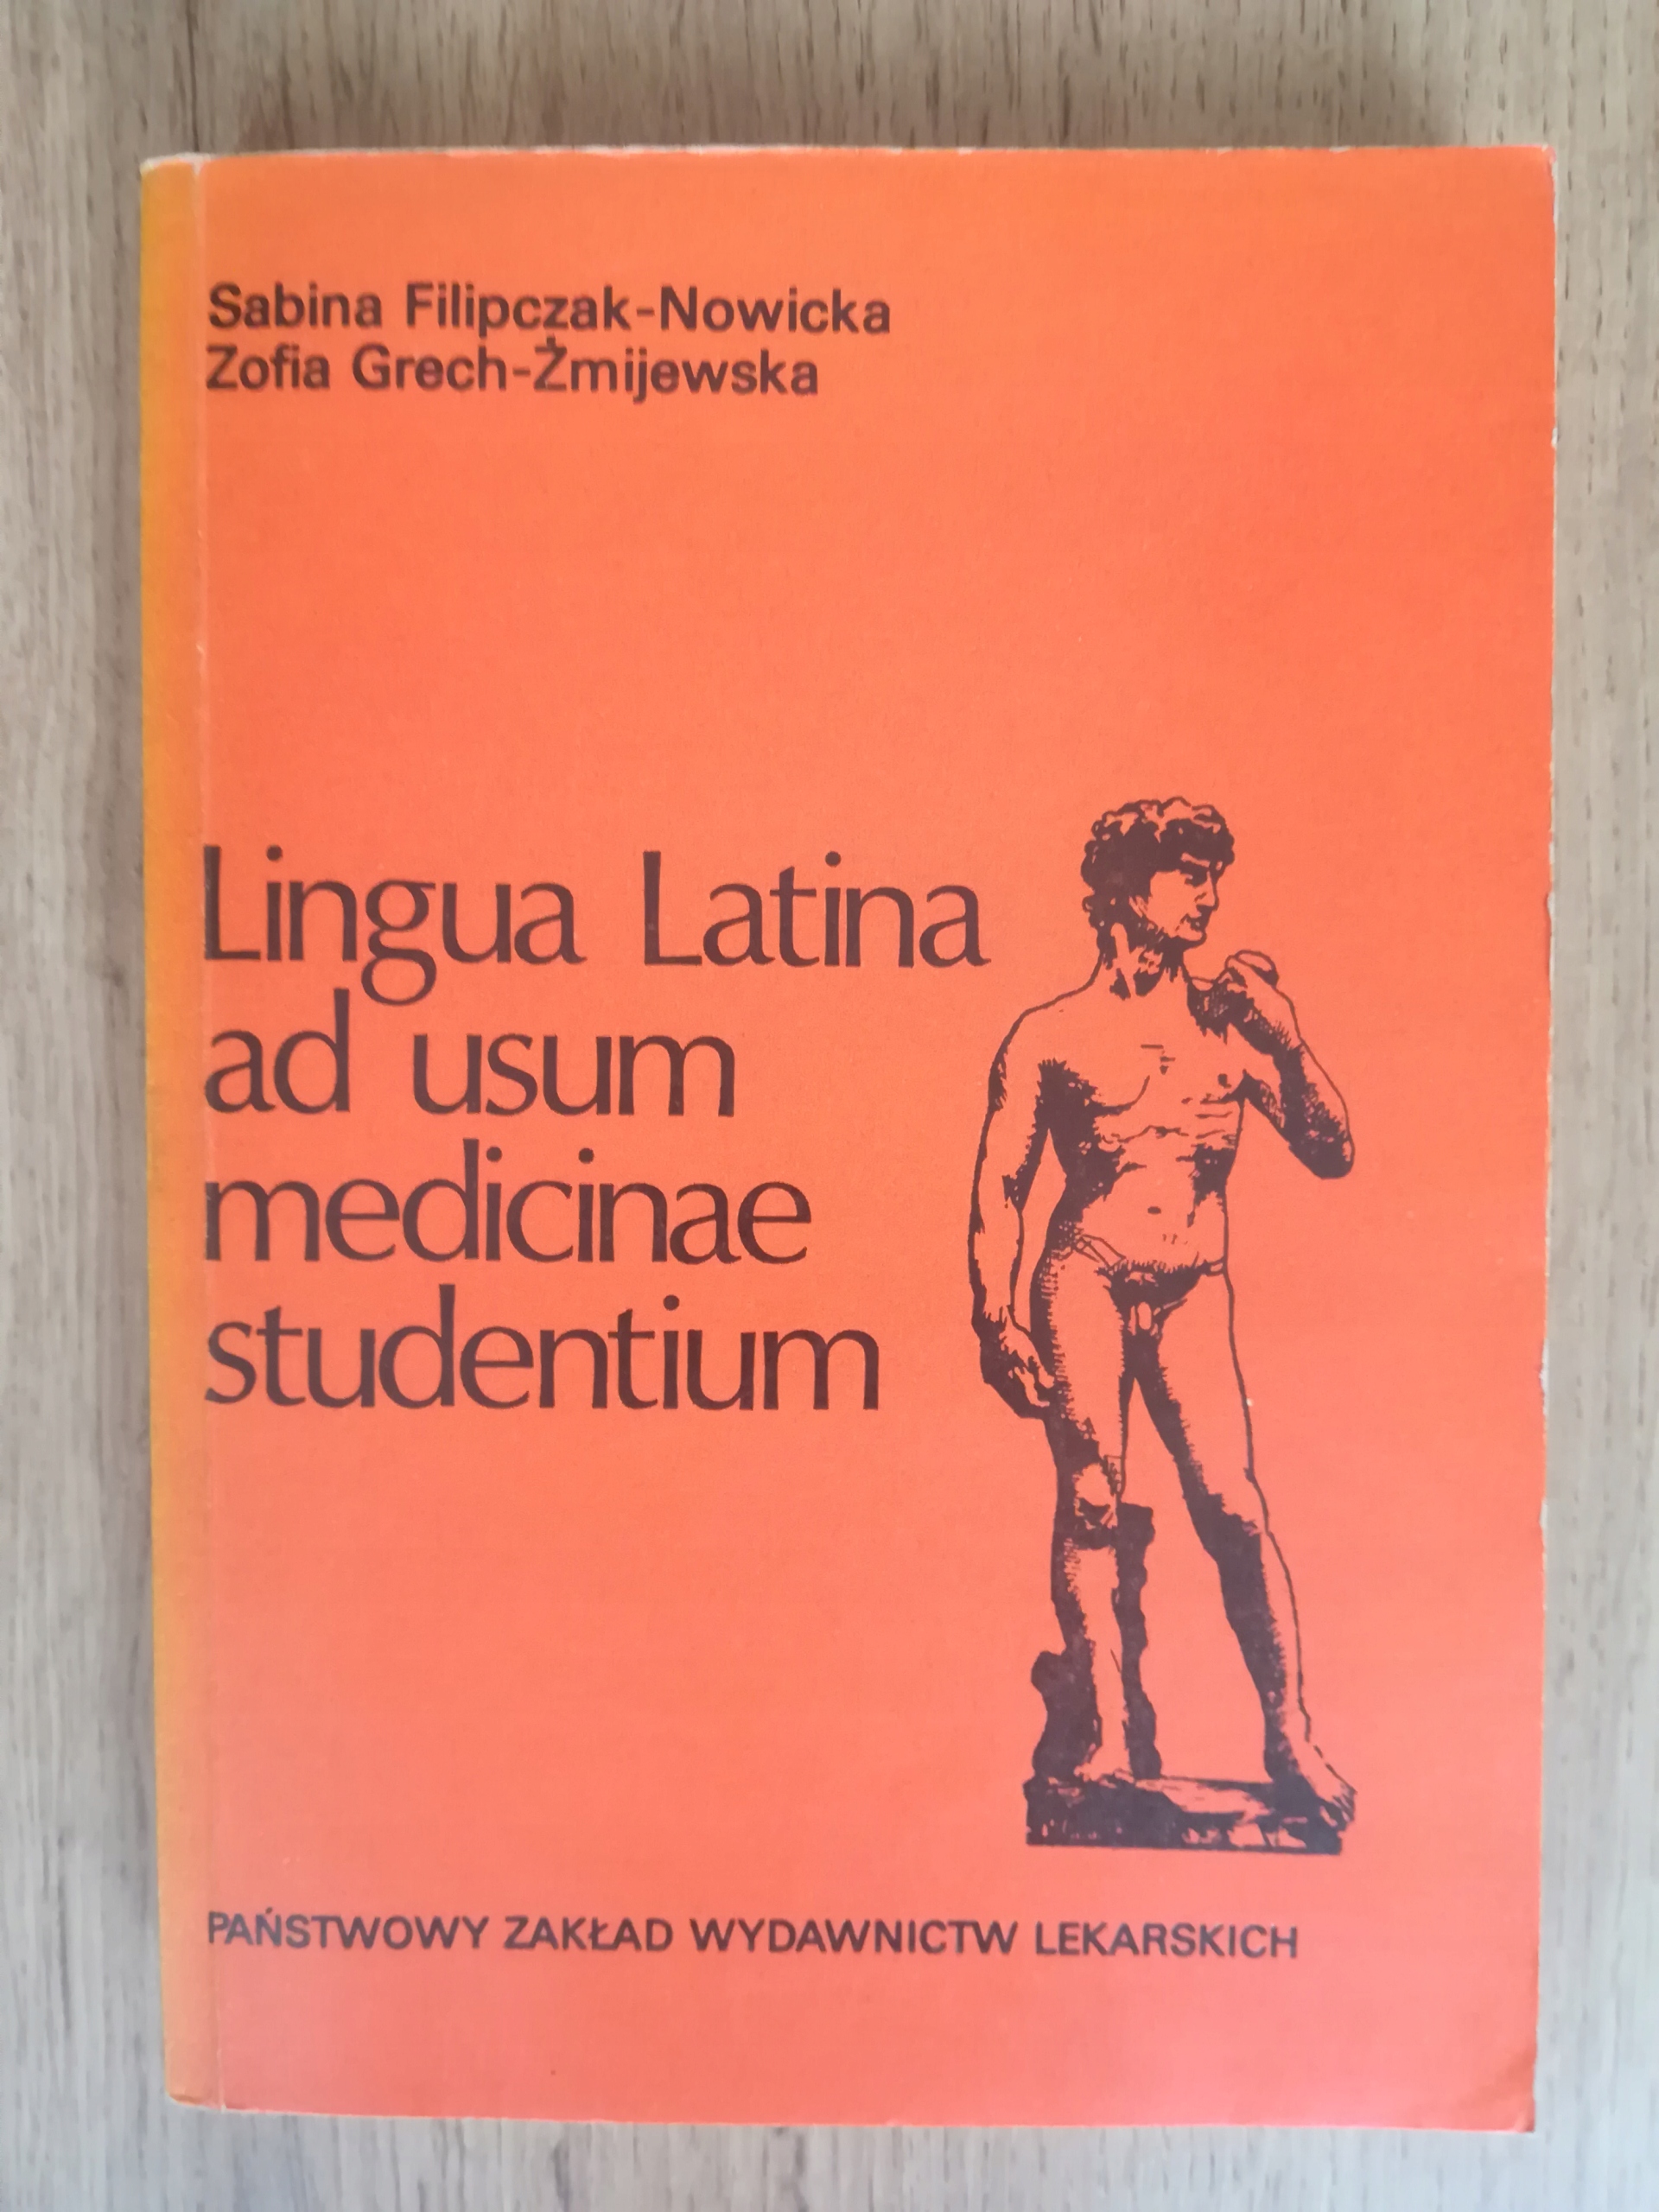 Sabina Filipczak-Nowicka
Zofia Grech-Żmijewska
Lingua Latina
ad usum
medicinae
studentium
PAŃSTWOWY ZAKŁAD WYDAWNICTW LEKARSKICH